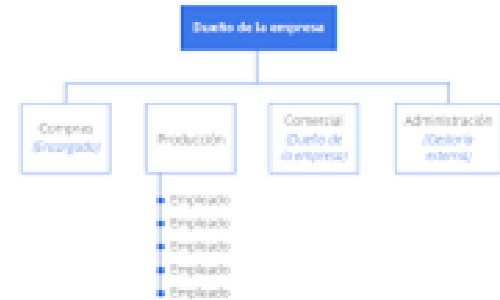 Dueño de la empresa
Compras
(Encargado)
Producción
Comercial
(Dueño de
la empresa)
Administración
(Gestoría
externa)
Empleado
Empleado
Empleado
Empleado
Empleado